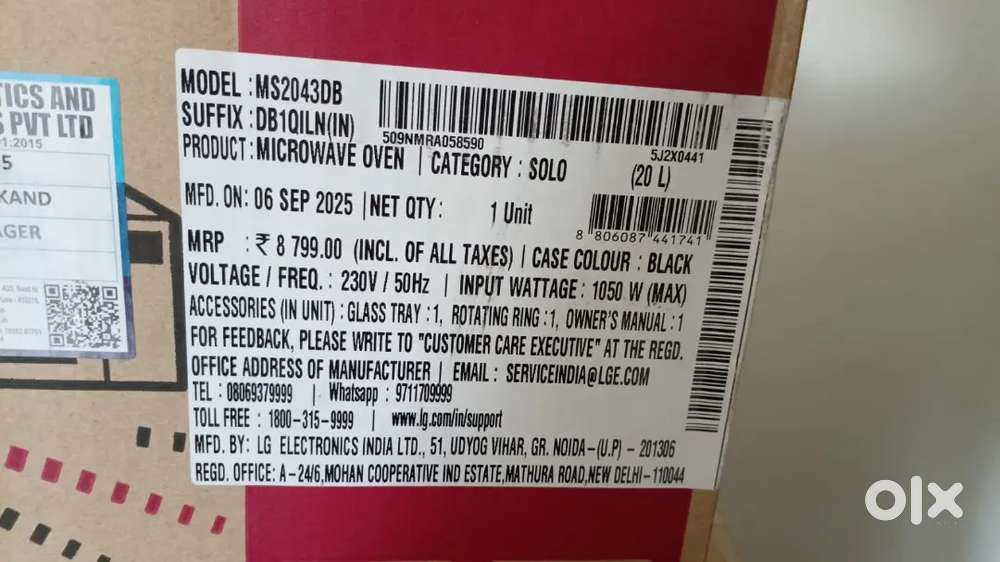 TICS AND
S PVT LTD
01:2015
5
KAND
AGER
MODEL : MS2043DB
SUFFIX : DB1QILN(IN)
509NMRA058590
5J2X0441
PRODUCT : MICROWAVE OVEN | CATEGORY : SOLO (20 L)
MFD. ON: 06 SEP 2025 | NET QTY : 1 Unit
8 806087 441741
MRP : ₹ 8 799.00 (INCL. OF ALL TAXES) | CASE COLOUR : BLACK
VOLTAGE / FREQ. : 230V / 50Hz | INPUT WATTAGE : 1050 W (MAX)
ACCESSORIES (IN UNIT) : GLASS TRAY :1, ROTATING RING :1, OWNER'S MANUAL :1
FOR FEEDBACK, PLEASE WRITE TO "CUSTOMER CARE EXECUTIVE" AT THE REGD.
OFFICE ADDRESS OF MANUFACTURER | EMAIL : SERVICEINDIA@LGE.COM
TEL : 08069379999 | Whatsapp : 9711709999
TOLL FREE : 1800-315-9999 | www.lg.com/in/support
MFD. BY: LG ELECTRONICS INDIA LTD., 51, UDYOG VIHAR, GR. NOIDA-(U.P) - 201306
REGD. OFFICE: A-24/6, MOHAN COOPERATIVE IND ESTATE, MATHURA ROAD, NEW DELHI-110044
olx